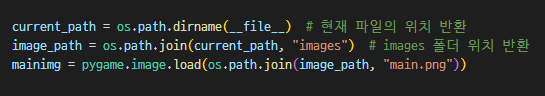 current_path = os.path.dirname(__file__)  # 현재 파일의 위치 반환
image_path = os.path.join(current_path, "images")  # images 폴더 위치 반환
mainimg = pygame.image.load(os.path.join(image_path, "main.png"))